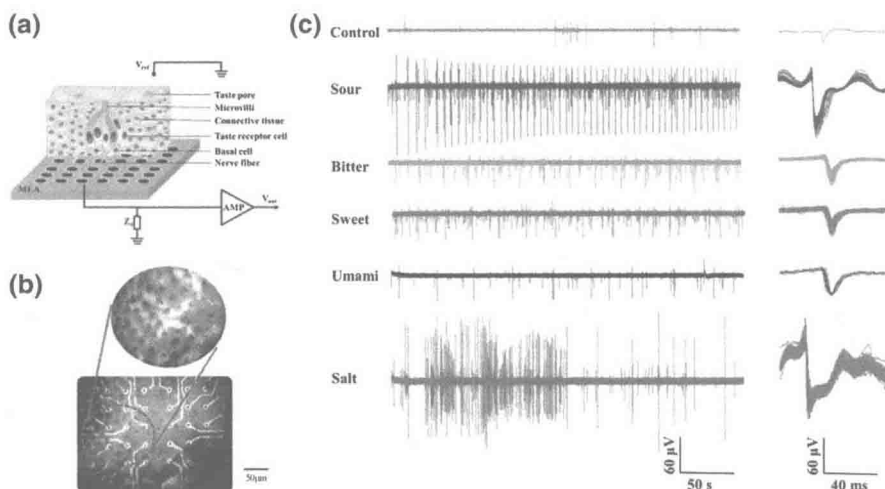 (a)
V_ref
Taste pore
Microvilli
Connective tissue
Taste receptor cell
Basal cell
Nerve fiber
MEA
AMP
V_out
(b)
50μm
(c)
Control
Sour
Bitter
Sweet
Umami
Salt
60 μV
50 s
60 μV
40 ms